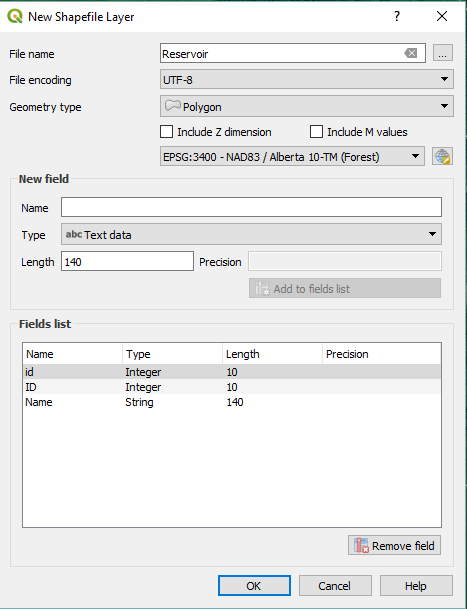 New Shapefile Layer ? ×
File name Reservoir ...
File encoding UTF-8
Geometry type Polygon
Include Z dimension Include M values
EPSG:3400 - NAD83 / Alberta 10-TM (Forest)
New field
Name
Type abc Text data
Length 140 Precision
Add to fields list
Fields list
Name Type Length Precision
id Integer 10
ID Integer 10
Name String 140
Remove field
OK Cancel Help